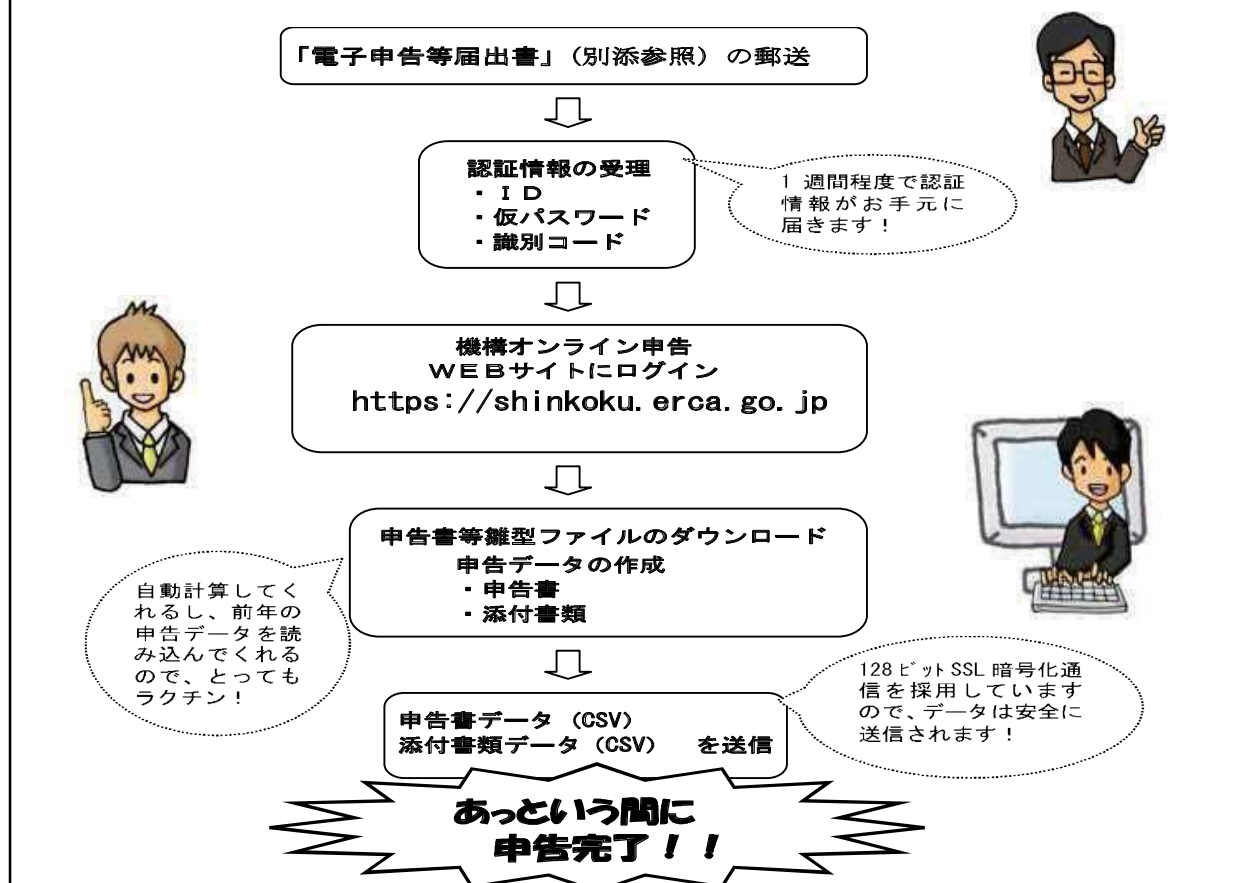 「電子申告等届出書」(別添参照)の郵送
認証情報の受理
・ＩＤ
・仮パスワード
・識別コード
1 週間程度で認証
情報がお手元に
届きます！
機構オンライン申告
ＷＥＢサイトにログイン
https://shinkoku.erca.go.jp
申告書等雛型ファイルのダウンロード
申告データの作成
・申告書
・添付書類
自動計算してく
れるし、前年の
申告データを読
み込んでくれる
ので、とっても
ラクチン！
128 ﾋﾞｯﾄ SSL 暗号化通
信を採用しています
ので、データは安全に
送信されます！
申告書データ（CSV）
添付書類データ（CSV）　を送信
あっという間に
申告完了！！